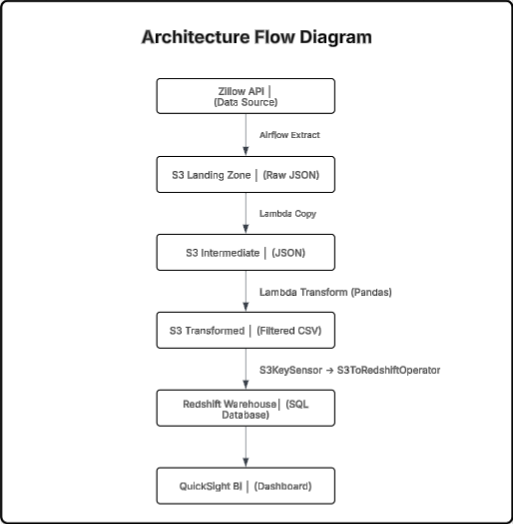 Architecture Flow Diagram
Zillow API |
(Data Source)
Airflow Extract
S3 Landing Zone | (Raw JSON)
Lambda Copy
S3 Intermediate | (JSON)
Lambda Transform (Pandas)
S3 Transformed | (Filtered CSV)
S3KeySensor → S3ToRedshiftOperator
Redshift Warehouse| (SQL
Database)
QuickSight BI | (Dashboard)